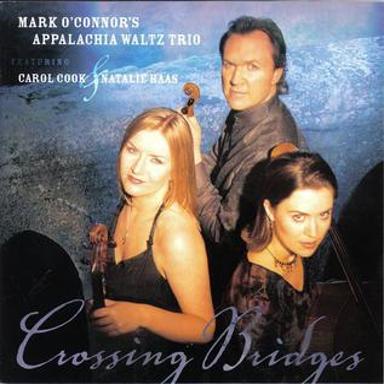 MARK O'CONNOR'S
APPALACHIA WALTZ TRIO
FEATURING
CAROL COOK & NATALIE HAAS
Crossing Bridges